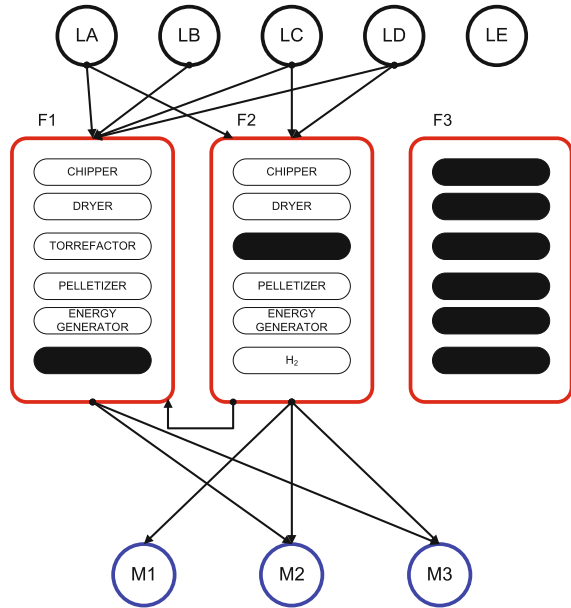 LA LB LC LD LE
F1 F2 F3
CHIPPER CHIPPER
DRYER DRYER
TORREFACTOR
PELLETIZER PELLETIZER
ENERGY GENERATOR ENERGY GENERATOR
H₂
M1 M2 M3